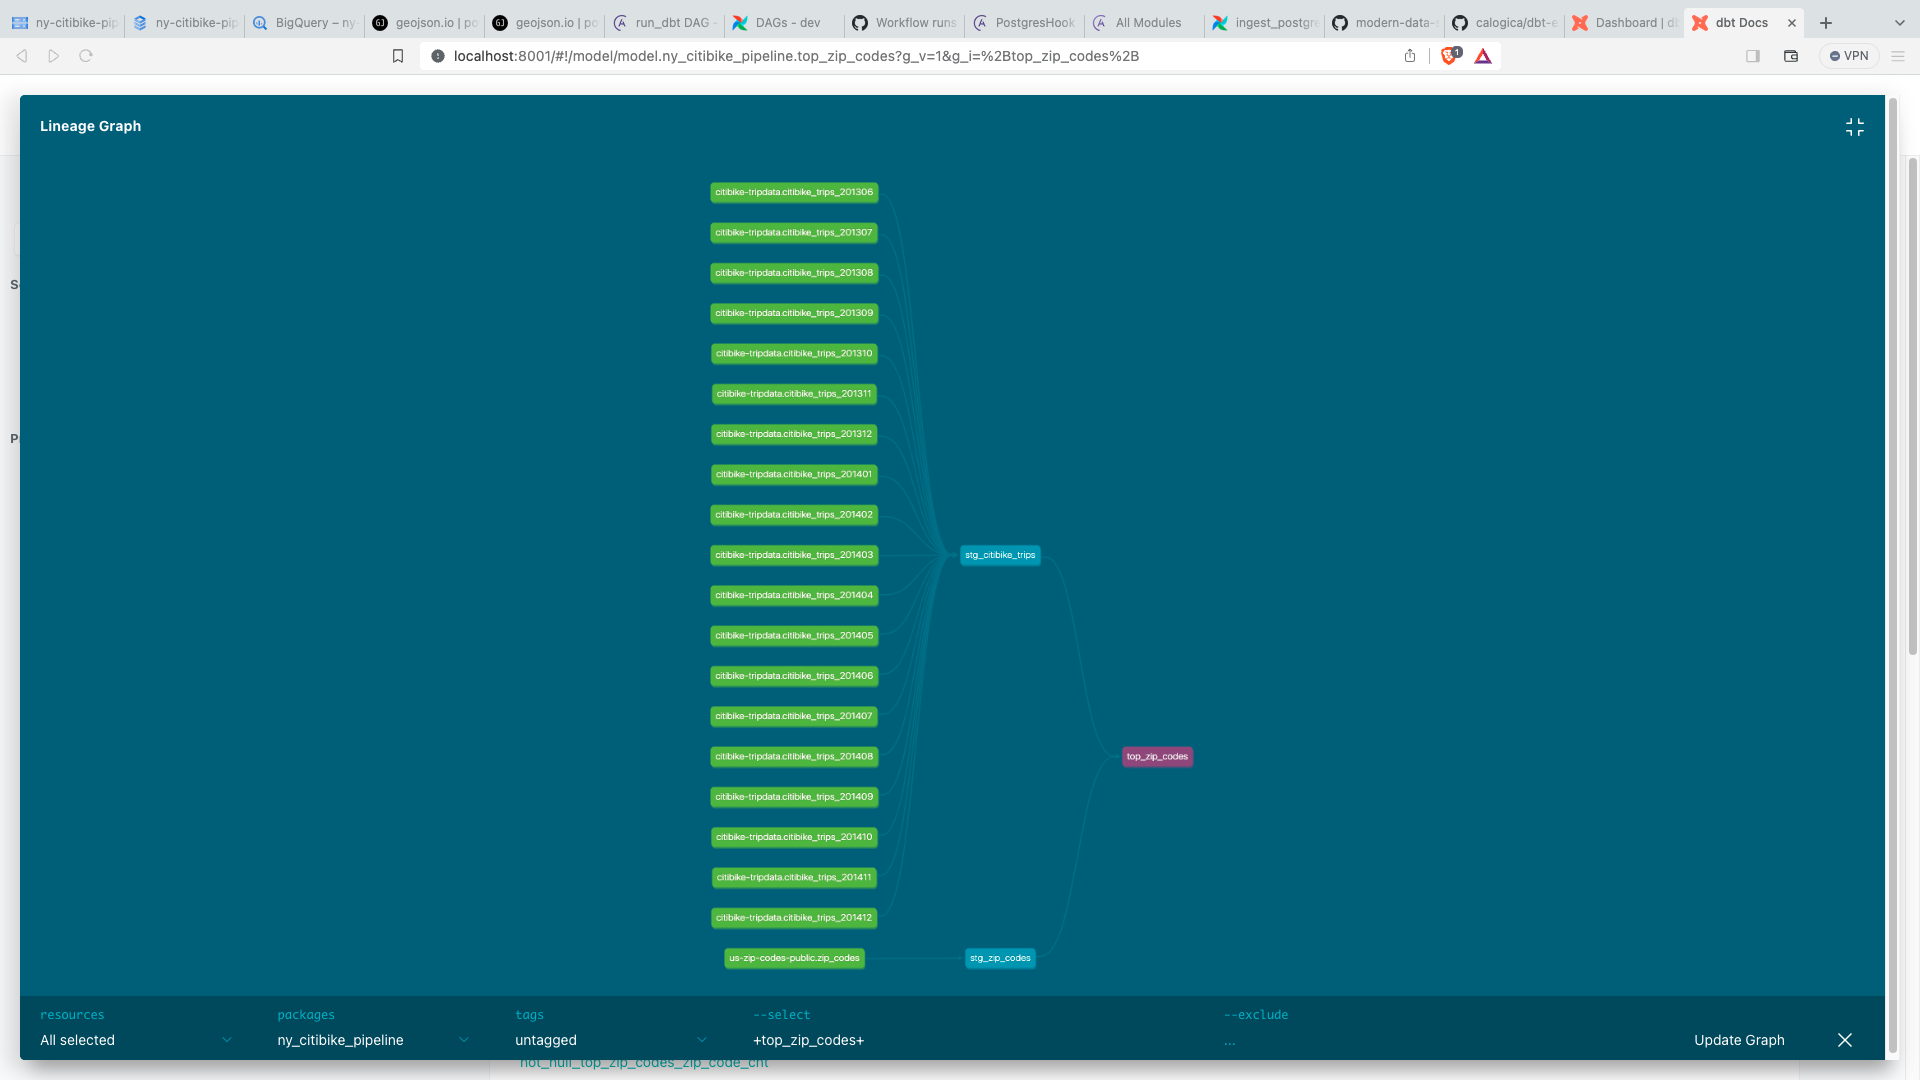 ny-citibike-pip
ny-citibike-pip
BigQuery – ny
geojson.io | po
geojson.io | po
run_dbt DAG
DAGs - dev
Workflow runs
PostgresHook
All Modules
ingest_postgre
modern-data-s
calogica/dbt-e
Dashboard | db
dbt Docs
localhost:8001/#!/model/model.ny_citibike_pipeline.top_zip_codes?g_v=1&g_i=%2Btop_zip_codes%2B
1
VPN
Lineage Graph
citibike-tripdata.citibike_trips_201306
citibike-tripdata.citibike_trips_201307
citibike-tripdata.citibike_trips_201308
citibike-tripdata.citibike_trips_201309
citibike-tripdata.citibike_trips_201310
citibike-tripdata.citibike_trips_201311
citibike-tripdata.citibike_trips_201312
citibike-tripdata.citibike_trips_201401
citibike-tripdata.citibike_trips_201402
citibike-tripdata.citibike_trips_201403
stg_citibike_trips
citibike-tripdata.citibike_trips_201404
citibike-tripdata.citibike_trips_201405
citibike-tripdata.citibike_trips_201406
citibike-tripdata.citibike_trips_201407
citibike-tripdata.citibike_trips_201408
top_zip_codes
citibike-tripdata.citibike_trips_201409
citibike-tripdata.citibike_trips_201410
citibike-tripdata.citibike_trips_201411
citibike-tripdata.citibike_trips_201412
us-zip-codes-public.zip_codes
stg_zip_codes
resources
All selected
packages
ny_citibike_pipeline
tags
untagged
--select
+top_zip_codes+
--exclude
...
Update Graph
not_null_top_zip_codes_zip_code_cnt